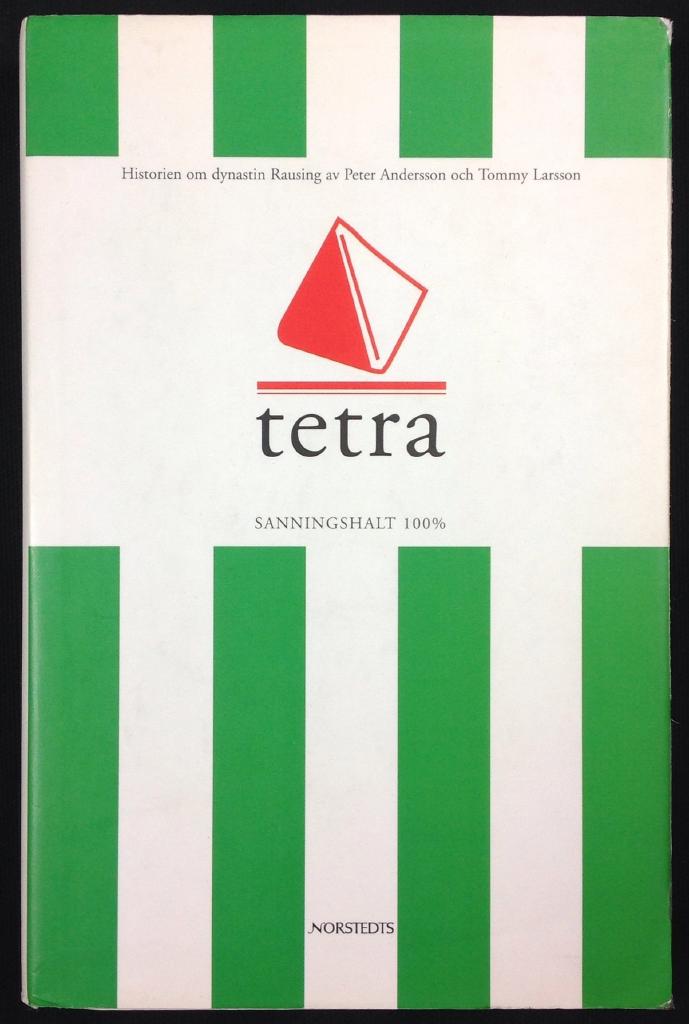 Historien om dynastin Rausing av Peter Andersson och Tommy Larsson
tetra
SANNINGSHALT 100%
NORSTEDTS